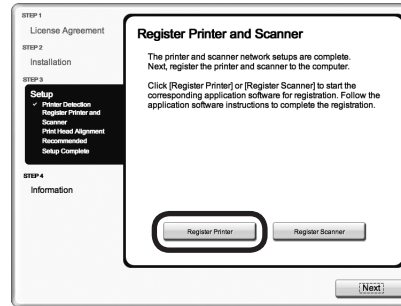 STEP 1
License Agreement
STEP 2
Installation
STEP 3
Setup
✓ Printer Detection
Register Printer and
Scanner
Print Head Alignment
Recommended
Setup Complete
STEP 4
Information
Register Printer and Scanner
The printer and scanner network setups are complete.
Next, register the printer and scanner to the computer.
Click [Register Printer] or [Register Scanner] to start the
corresponding application software for registration. Follow the
application software instructions to complete the registration.
Register Printer
Register Scanner
Next